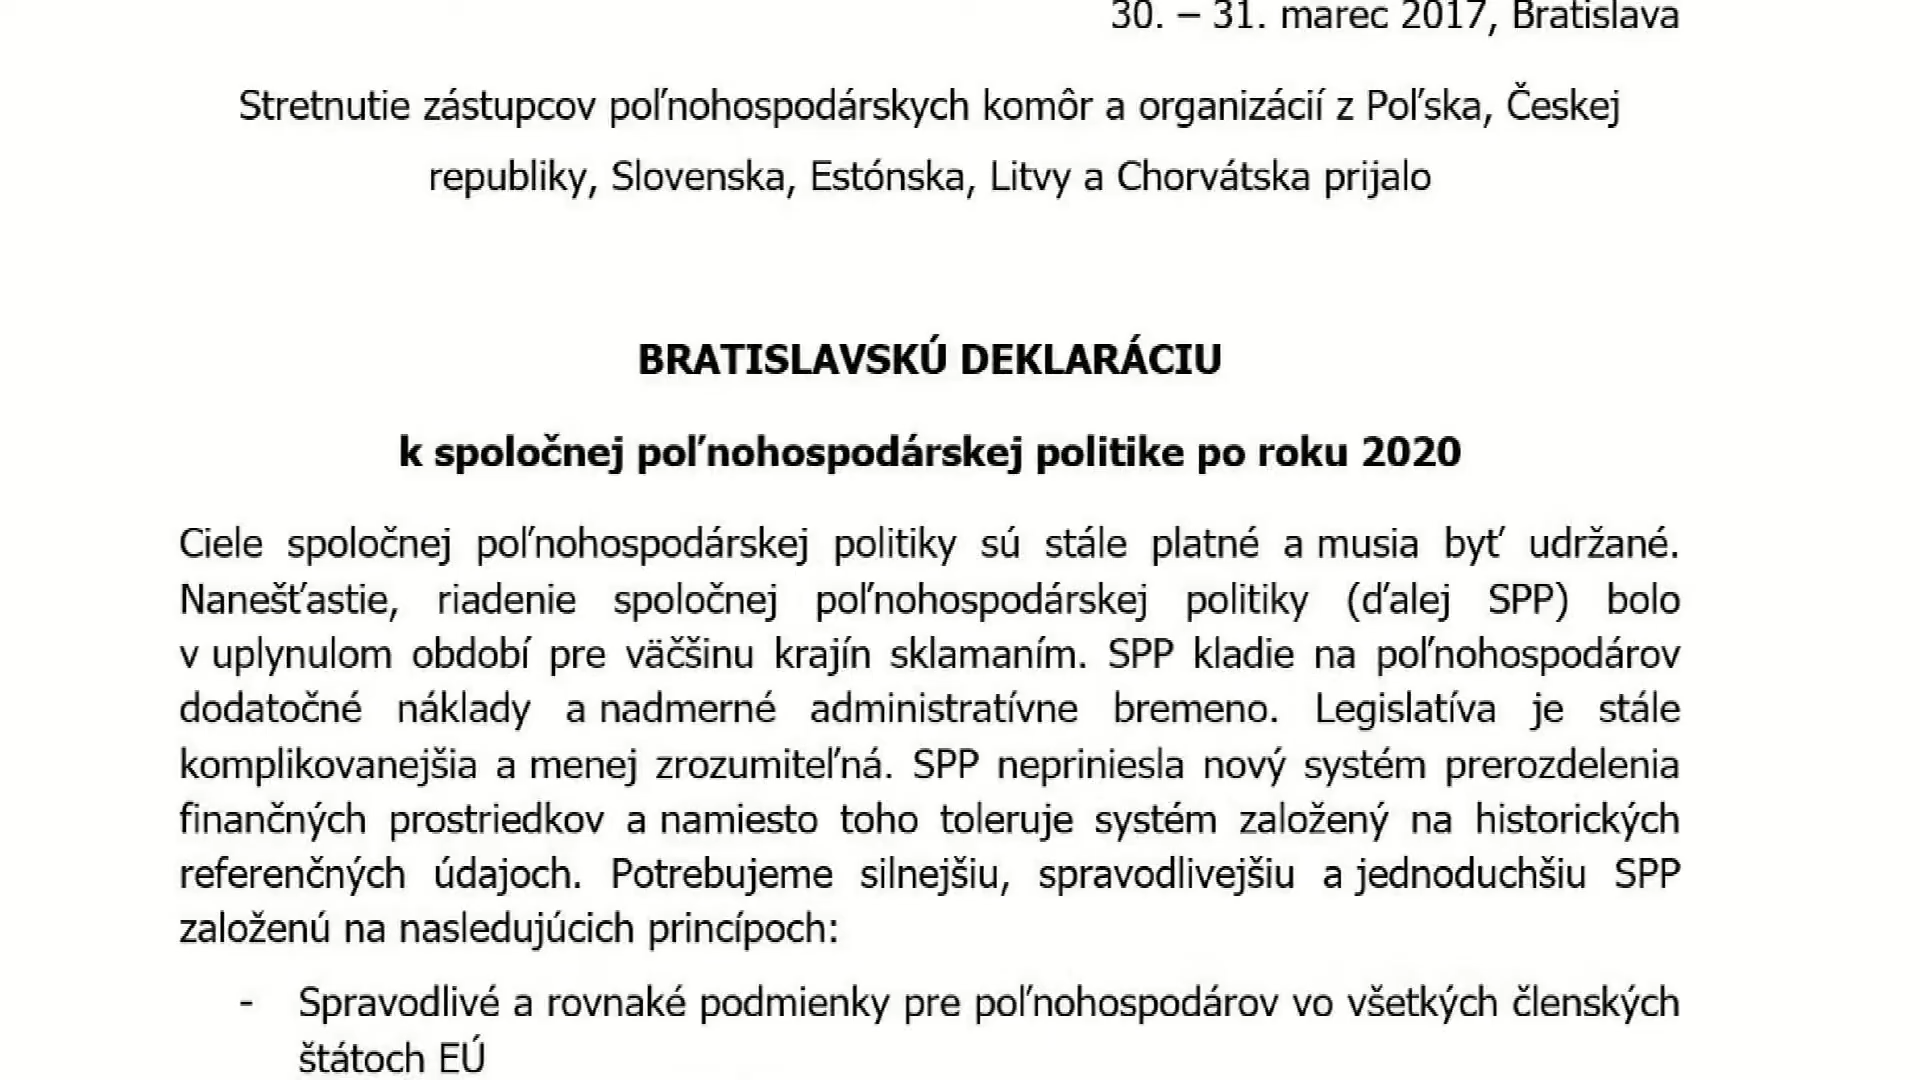 30. – 31. marec 2017, Bratislava
Stretnutie zástupcov poľnohospodárskych komôr a organizácií z Poľska, Českej
republiky, Slovenska, Estónska, Litvy a Chorvátska prijalo
BRATISLAVSKÚ DEKLARÁCIU
k spoločnej poľnohospodárskej politike po roku 2020
Ciele spoločnej poľnohospodárskej politiky sú stále platné a musia byť udržané.
Nanešťastie, riadenie spoločnej poľnohospodárskej politiky (ďalej SPP) bolo
v uplynulom období pre väčšinu krajín sklamaním. SPP kladie na poľnohospodárov
dodatočné náklady a nadmerné administratívne bremeno. Legislatíva je stále
komplikovanejšia a menej zrozumiteľná. SPP nepriniesla nový systém prerozdelenia
finančných prostriedkov a namiesto toho toleruje systém založený na historických
referenčných údajoch. Potrebujeme silnejšiu, spravodlivejšiu a jednoduchšiu SPP
založenú na nasledujúcich princípoch:
- Spravodlivé a rovnaké podmienky pre poľnohospodárov vo všetkých členských
štátoch EÚ